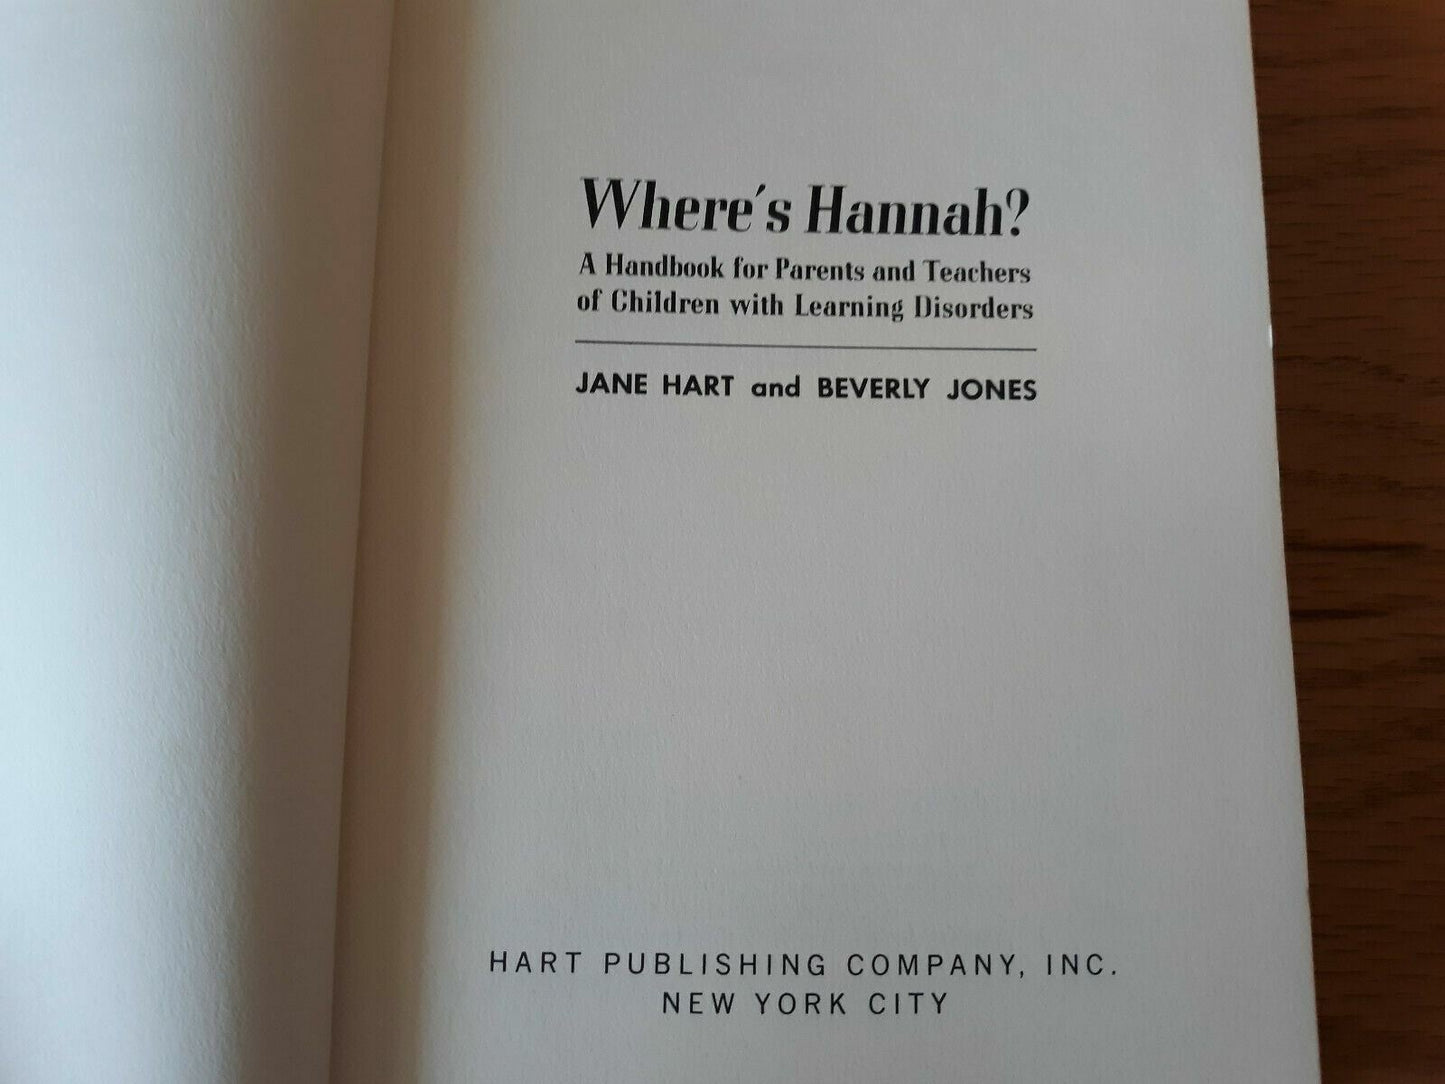 Where's Hannah?
A Handbook for Parents and Teachers
of Children with Learning Disorders
JANE HART and BEVERLY JONES
HART PUBLISHING COMPANY, INC.
NEW YORK CITY